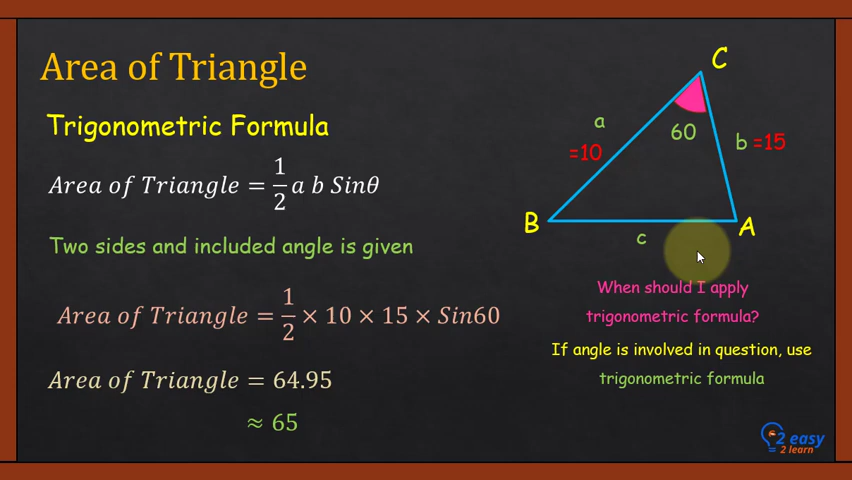 Area of Triangle
Trigonometric Formula
Area of Triangle = 1/2 a b Sinθ
Two sides and included angle is given
Area of Triangle = 1/2 × 10 × 15 × Sin60
Area of Triangle = 64.95
≈ 65
C
a
=10
60
b =15
B
A
c
When should I apply
trigonometric formula?
If angle is involved in question, use
trigonometric formula
2 easy
2 learn